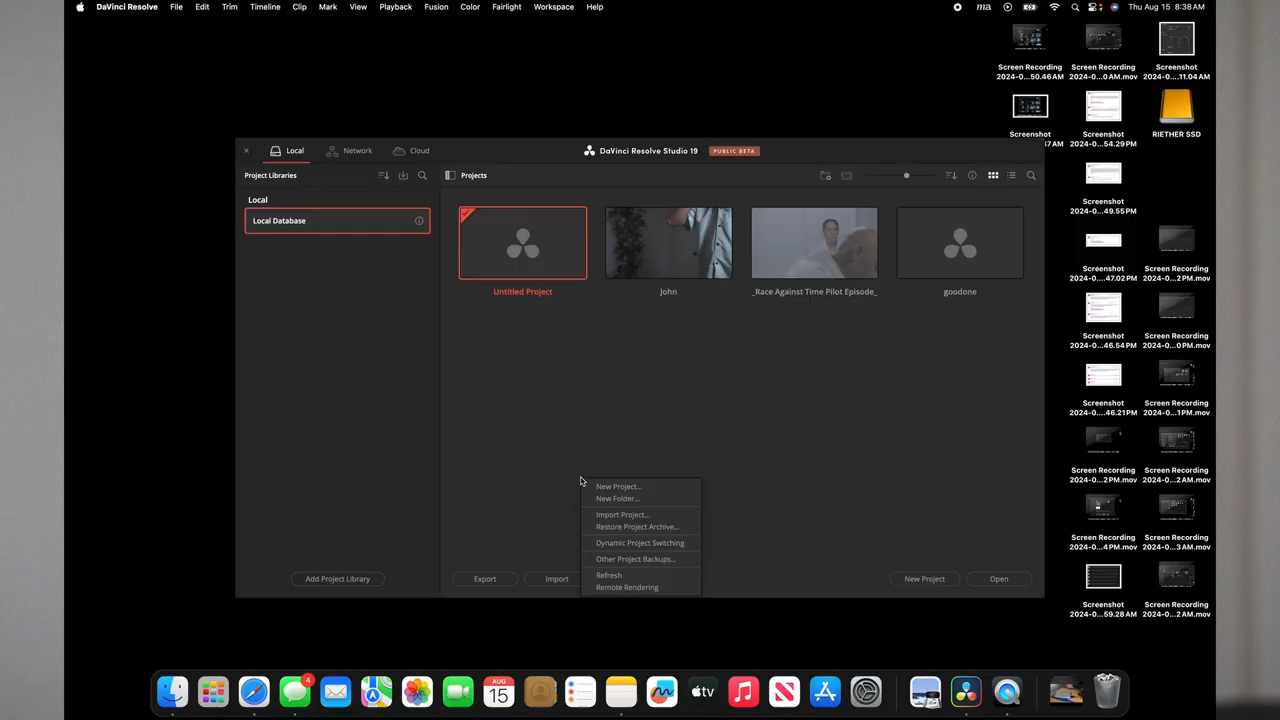 DaVinci Resolve File Edit Trim Timeline Clip Mark View Playback Fusion Color Fairlight Workspace Help
ma Thu Aug 15 8:38 AM
Screen Recording
2024-0...50.46 AM
Screen Recording
2024-0...0 AM.mov
Screenshot
2024-0....11.04 AM
Screenshot
47 AM
Screenshot
2024-0...54.29 PM
RIETHER SSD
Local Network Cloud
DaVinci Resolve Studio 19 PUBLIC BETA
Project Libraries
Projects
Local
Local Database
Untitled Project
John
_Race Against Time Pilot Episode_
goodone
Screenshot
2024-0...49.55 PM
Screenshot
2024-0...47.02 PM
Screen Recording
2024-0...2 PM.mov
Screenshot
2024-0...46.54 PM
Screen Recording
2024-0...0 PM.mov
Screenshot
2024-0...46.21 PM
Screen Recording
2024-0...1 PM.mov
Screen Recording
2024-0...2 PM.mov
Screen Recording
2024-0...2 PM.mov
Screen Recording
2024-0...4 PM.mov
Screen Recording
2024-0...3 AM.mov
Screenshot
2024-0...59.28 AM
Screen Recording
2024-0...2 AM.mov
New Project...
New Folder...
Import Project...
Restore Project Archive...
Dynamic Project Switching
Other Project Backups...
Refresh
Remote Rendering
Add Project Library
Export
Import
New Project
Open
4
AUG
15
tv